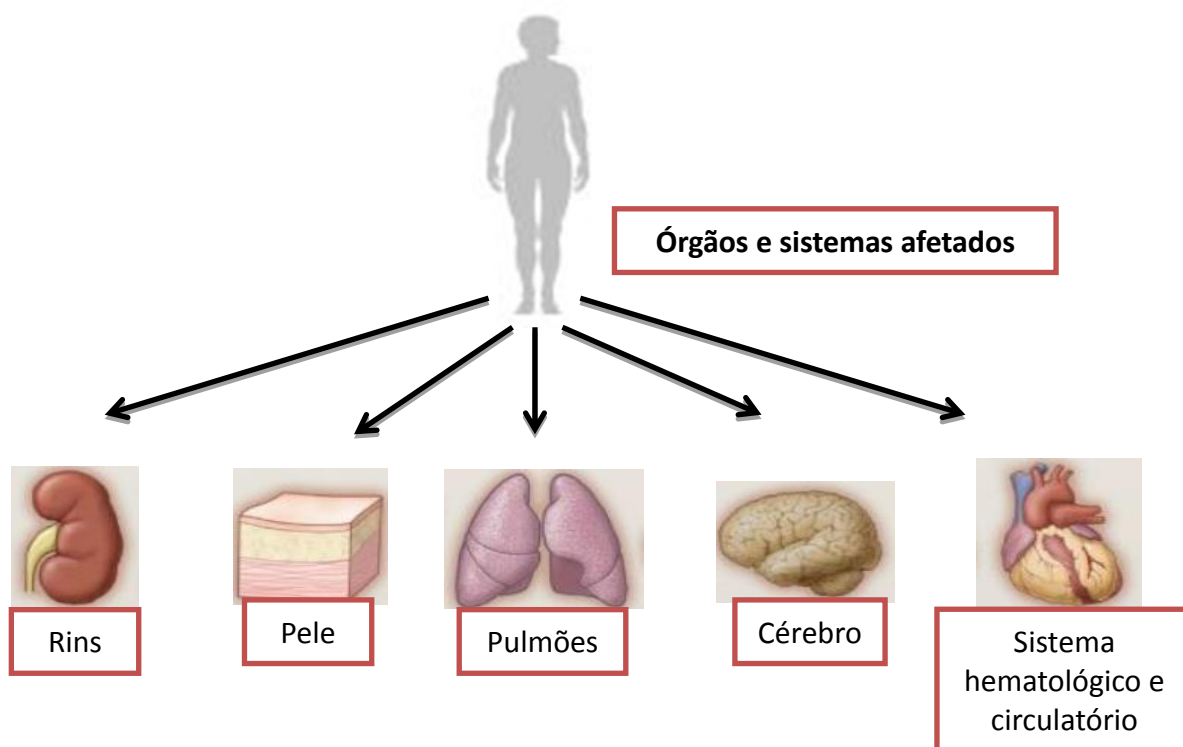 Órgãos e sistemas afetados
Rins
Pele
Pulmões
Cérebro
Sistema
hematológico e
circulatório